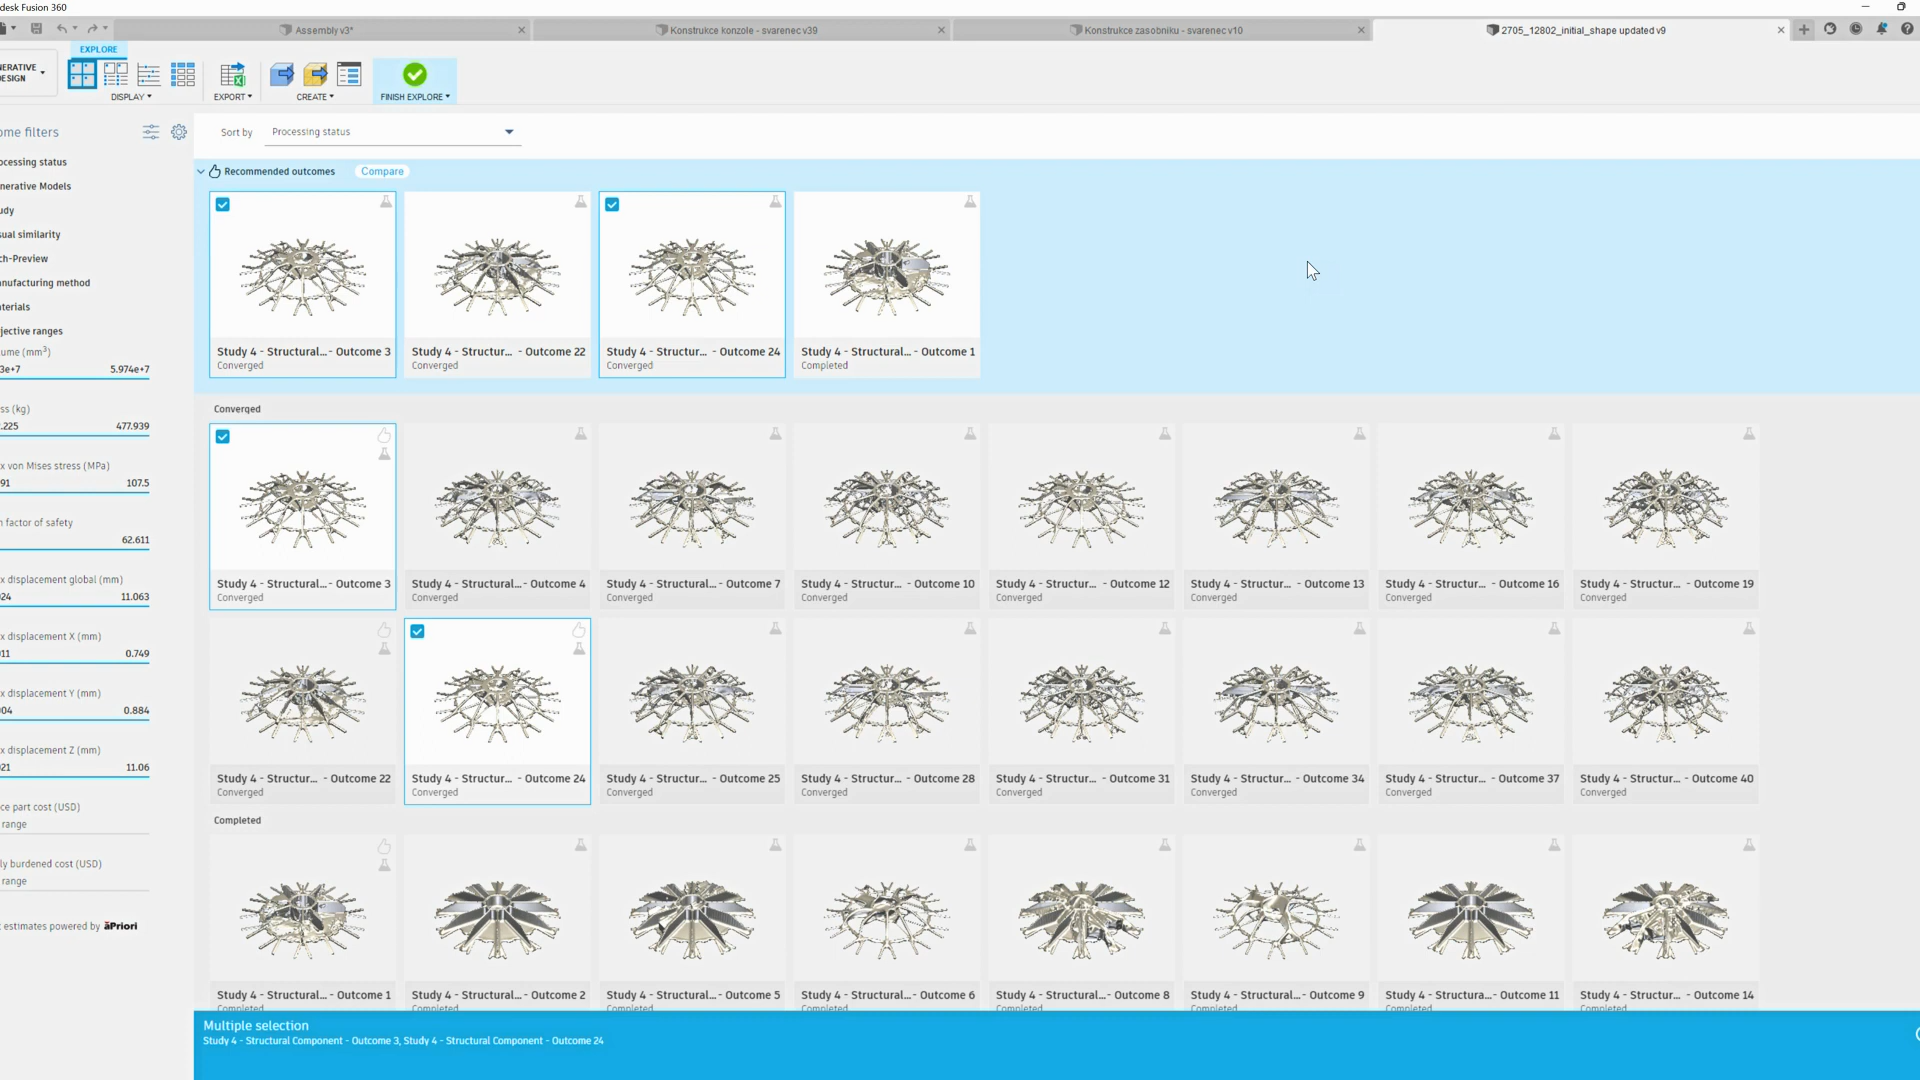 desk Fusion 360
Assembly v3*
Konstrukce konzole - svarenec v39
Konstrukce zasobniku - svarenec v10
2705_12802_initial_shape updated v9
EXPLORE
NERATIVE
DESIGN
DISPLAY
EXPORT
CREATE
FINISH EXPLORE
ome filters
Sort by
Processing status
ocessing status
nerative Models
udy
sual similarity
ch-Preview
anufacturing method
aterials
jective ranges
ume (mm3)
3e+7 5.974e+7
ss (kg)
.225 477.939
x von Mises stress (MPa)
91 107.5
n factor of safety
62.611
x displacement global (mm)
24 11.063
x displacement X (mm)
11 0.749
x displacement Y (mm)
04 0.884
x displacement Z (mm)
21 11.06
ce part cost (USD)
range
ly burdened cost (USD)
range
t estimates powered by aPriori
Recommended outcomes
Compare
Study 4 - Structural... - Outcome 3
Converged
Study 4 - Structur... - Outcome 22
Converged
Study 4 - Structur... - Outcome 24
Converged
Study 4 - Structural... - Outcome 1
Completed
Converged
Study 4 - Structural... - Outcome 3
Converged
Study 4 - Structural... - Outcome 4
Converged
Study 4 - Structural... - Outcome 7
Converged
Study 4 - Structur... - Outcome 10
Converged
Study 4 - Structur... - Outcome 12
Converged
Study 4 - Structur... - Outcome 13
Converged
Study 4 - Structur... - Outcome 16
Converged
Study 4 - Structur... - Outcome 19
Converged
Study 4 - Structur... - Outcome 22
Converged
Study 4 - Structur... - Outcome 24
Converged
Study 4 - Structur... - Outcome 25
Converged
Study 4 - Structur... - Outcome 28
Converged
Study 4 - Structur... - Outcome 31
Converged
Study 4 - Structur... - Outcome 34
Converged
Study 4 - Structur... - Outcome 37
Converged
Study 4 - Structur... - Outcome 40
Converged
Completed
Study 4 - Structural... - Outcome 1
Completed
Study 4 - Structural... - Outcome 2
Completed
Study 4 - Structural... - Outcome 5
Completed
Study 4 - Structural... - Outcome 6
Completed
Study 4 - Structural... - Outcome 8
Completed
Study 4 - Structural... - Outcome 9
Completed
Study 4 - Structura... - Outcome 11
Completed
Study 4 - Structur... - Outcome 14
Completed
Multiple selection
Study 4 - Structural Component - Outcome 3, Study 4 - Structural Component - Outcome 24